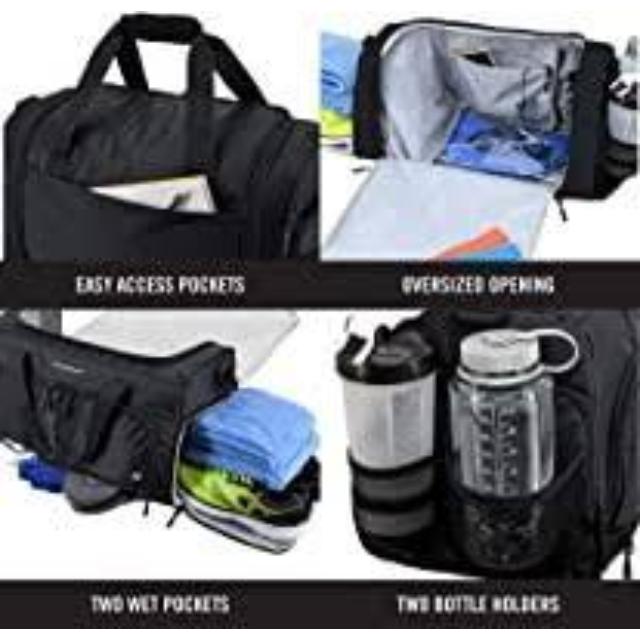 EASY ACCESS POCKETS
OVERSIZED OPENING
TWO WET POCKETS
TWO BOTTLE HOLDERS